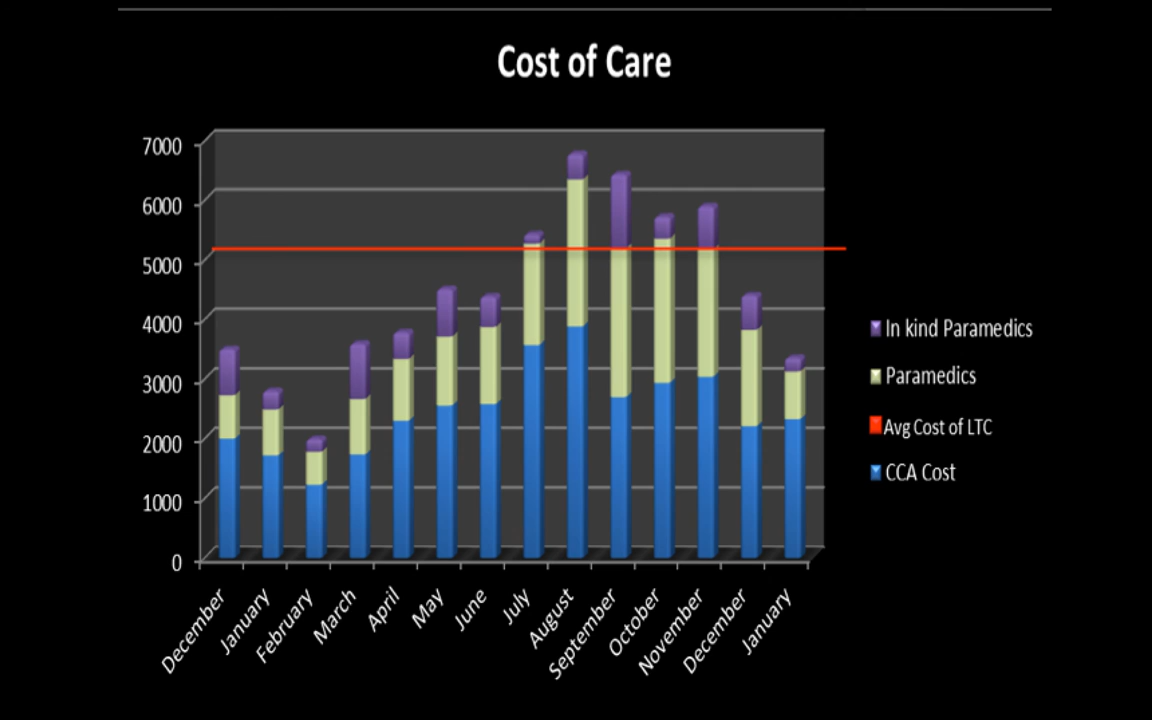 Cost of Care
7000
6000
5000
4000
3000
2000
1000
0
December
January
February
March
April
May
June
July
August
September
October
November
December
January
In kind Paramedics
Paramedics
Avg Cost of LTC
CCA Cost